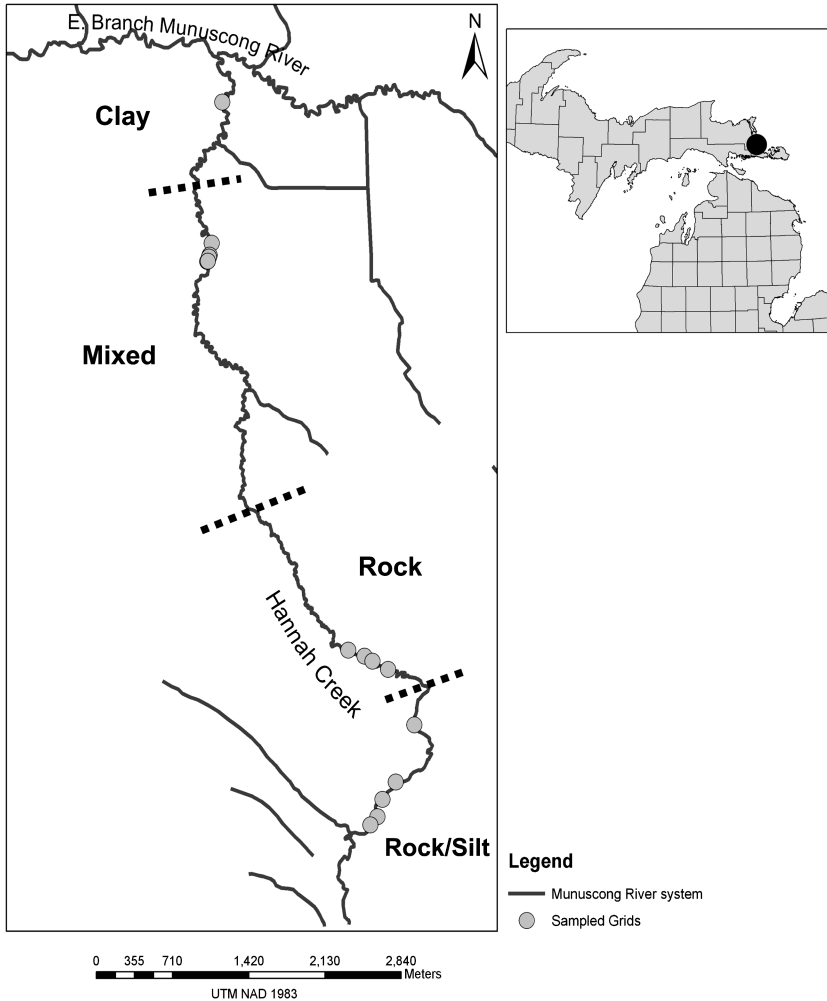 E. Branch Munuscong River
N
Clay
Mixed
Rock
Hannah Creek
Rock/Silt
Legend
Munuscong River system
Sampled Grids
0 355 710 1,420 2,130 2,840
Meters
UTM NAD 1983